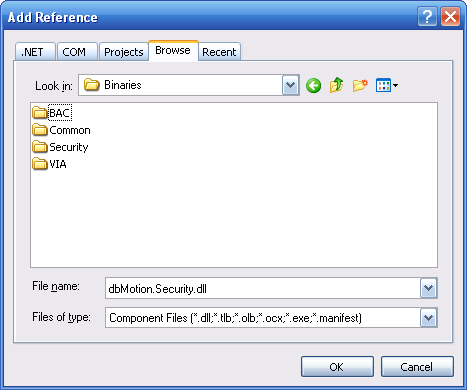 Add Reference
.NET COM Projects Browse Recent
Look in: Binaries
BAC
Common
Security
VIA
File name: dbMotion.Security.dll
Files of type: Component Files (*.dll;*.tlb;*.olb;*.ocx;*.exe;*.manifest)
OK Cancel